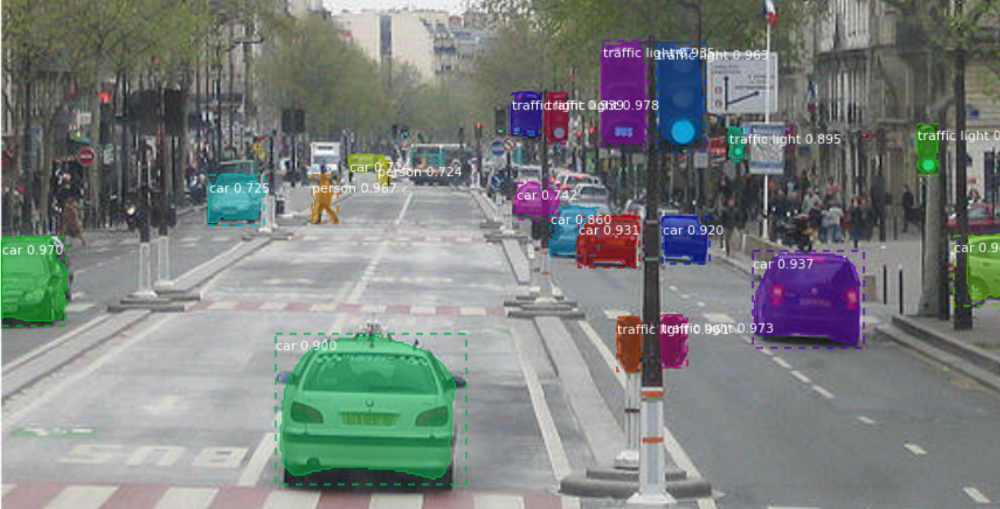 traffic light 0.935
traffic light 0.963
traffic light 0.939
traffic light 0.978
BUS
traffic light 0.895
traffic light 0
car 0.7
person 0.724
car 0.725
person 0.967
car 0.742
car 0.860
car 0.931
car 0.920
car 0.970
car 0.9
car 0.937
traffic light 0.961
traffic light 0.973
car 0.900
BUS